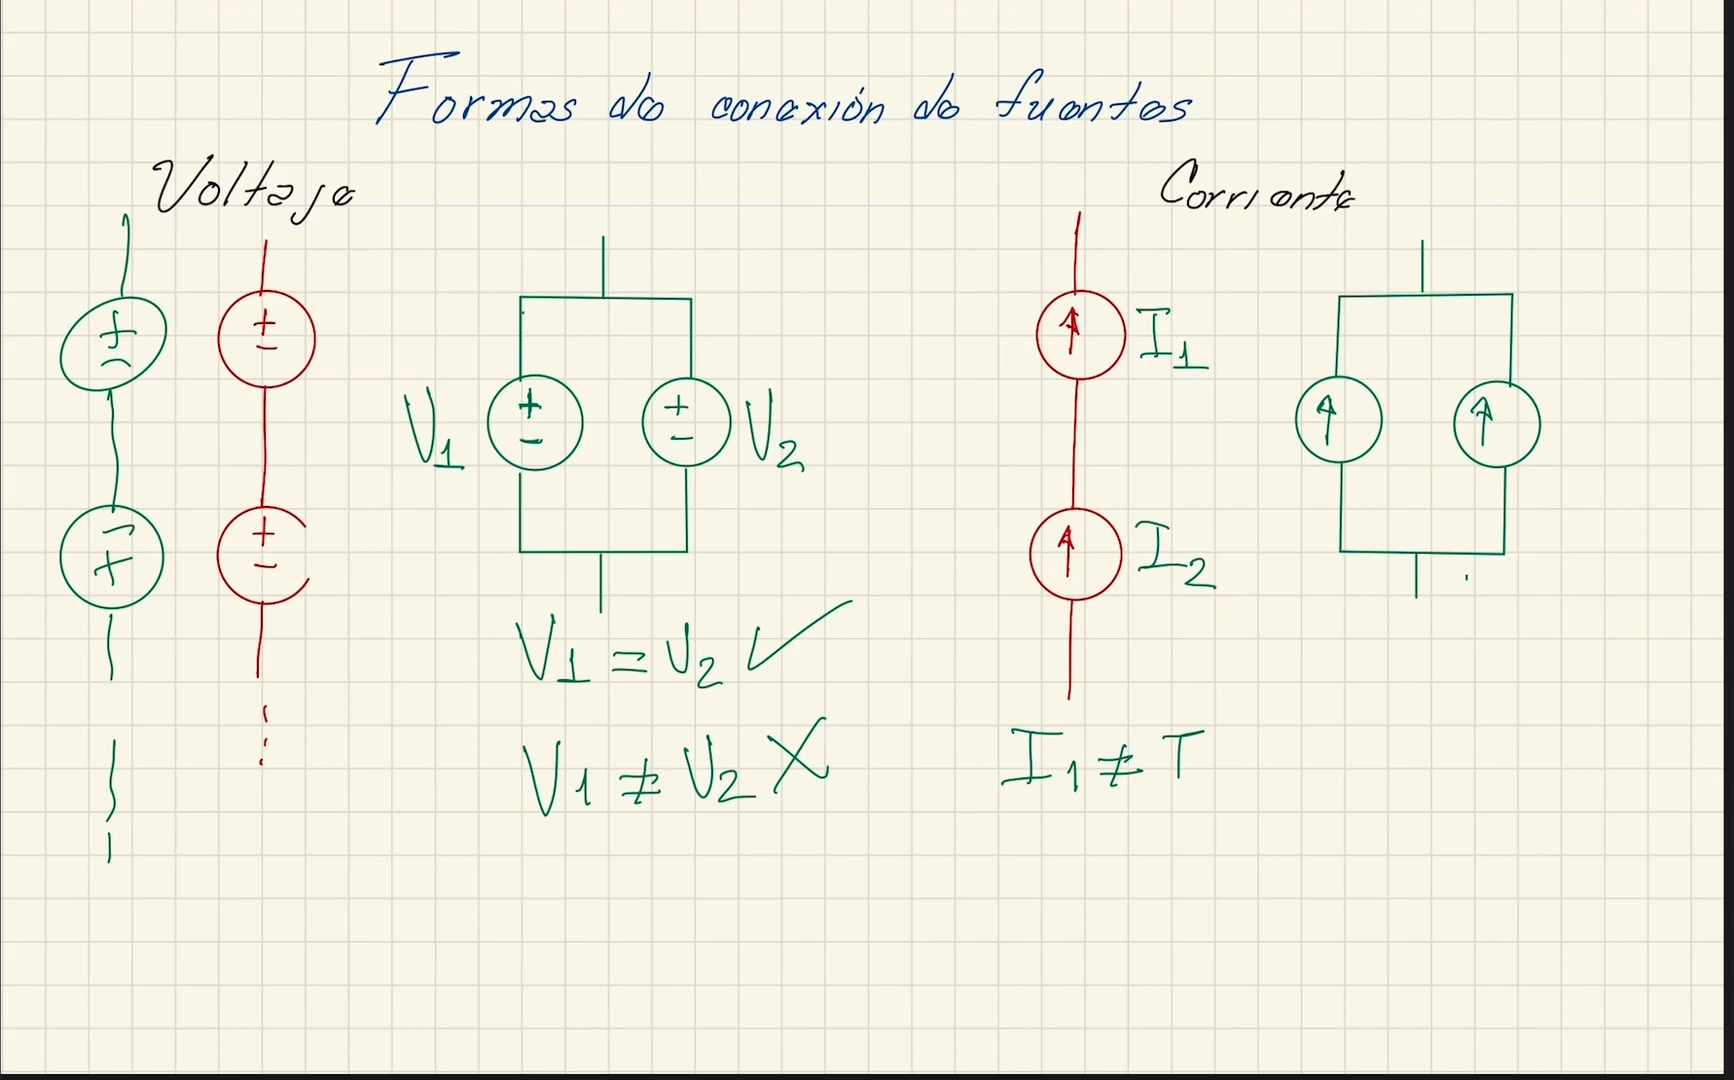 Formas de conexión de fuentes
Voltaje
Corriente
+
-
+
-
V1
+
-
+
-
V2
I1
-
+
+
-
I2
V1 = V2 ✓
V1 ≠ V2 X
I1 ≠ I